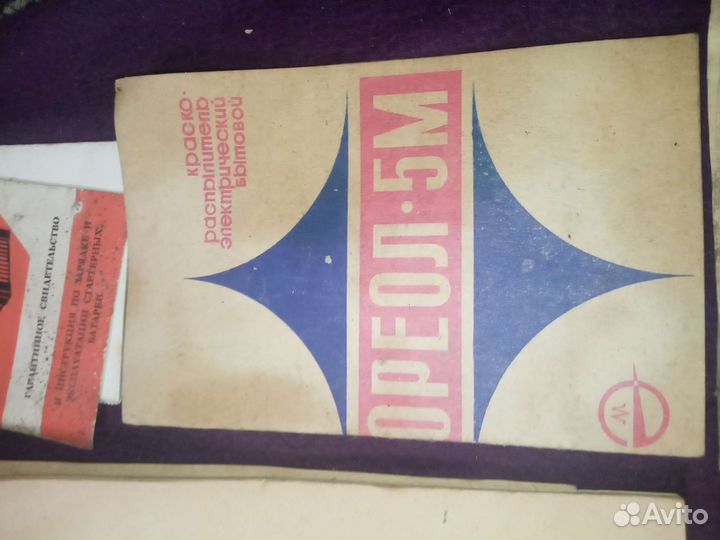 краско-
распылитель
электрический
бытовой
ОРЕОЛ·5М
ГАРАНТИЙНОЕ СВИДЕТЕЛЬСТВО
И ИНСТРУКЦИЯ ПО ЗАРЯДКЕ И
ЭКСПЛУАТАЦИИ СТАРТЕРНЫХ
БАТАРЕЙ
Avito